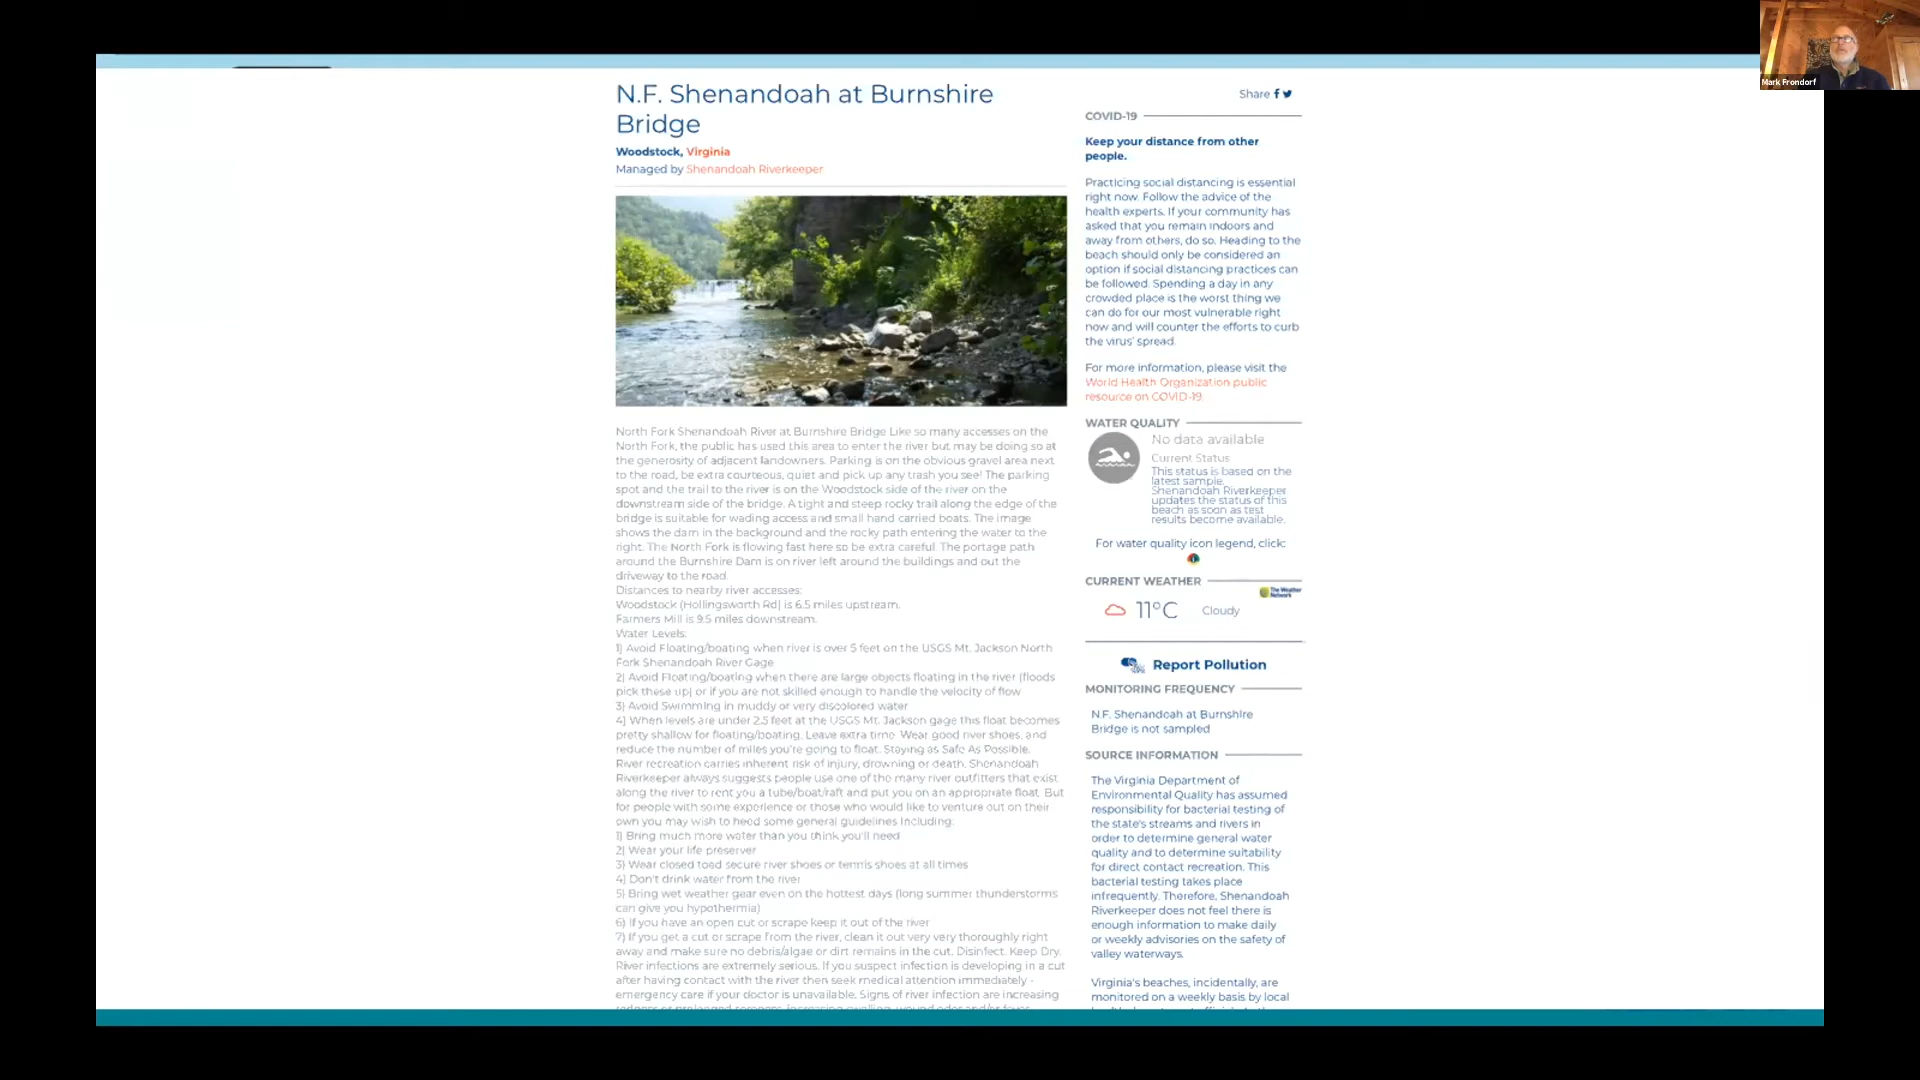 N.F. Shenandoah at Burnshire
Bridge
Woodstock, Virginia
Managed by Shenandoah Riverkeeper
North Fork Shenandoah River at Burnshire Bridge Like so many accesses on the
North Fork, the public has used this area to enter the river but may be doing so at
the generosity of adjacent landowners. Parking is on the obvious gravel area next
to the road, be extra courteous, quiet and pick up any trash you see! The parking
spot and the trail to the river is on the Woodstock side of the river on the
downstream side of the bridge. A tight and steep rocky trail along the edge of the
bridge is suitable for wading access and small hand carried boats. The image
shows the dam in the background and the rocky path entering the water to the
right. The North Fork is flowing fast here so be extra careful. The portage path
around the Burnshire Dam is on river left around the buildings and out the
driveway to the road.
Distances to nearby river accesses:
Woodstock (Hollingsworth Rd) is 6.5 miles upstream.
Farmers Mill is 9.5 miles downstream.
Water Levels:
1) Avoid Floating/boating when river is over 5 feet on the USGS Mt. Jackson North
Fork Shenandoah River Gage
2) Avoid Floating/boating when there are large objects floating in the river (floods
pick these up) or if you are not skilled enough to handle the velocity of flow
3) Avoid Swimming in muddy or very discolored water
4) When levels are under 2.5 feet at the USGS Mt. Jackson gage this float becomes
pretty shallow for floating/boating. Leave extra time. Wear good river shoes, and
reduce the number of miles you're going to float. Staying as Safe As Possible.
River recreation carries inherent risk of injury, drowning or death. Shenandoah
Riverkeeper always suggests people use one of the many river outfitters that exist
along the river to rent you a tube/boat/raft and put you on an appropriate float. But
for people with some experience or those who would like to venture out on their
own you may wish to heed some general guidelines Including:
1) Bring much more water than you think you'll need
2) Wear your life preserver
3) Wear closed toed secure river shoes or tennis shoes at all times
4) Don't drink water from the river
5) Bring wet weather gear even on the hottest days (long summer thunderstorms
can give you hypothermia)
6) If you have an open cut or scrape keep it out of the river
7) If you get a cut or scrape from the river, clean it out very very thoroughly right
away and make sure no debris/algae or dirt remains in the cut. Disinfect. Keep Dry.
River infections are extremely serious. If you suspect infection is developing in a cut
after having contact with the river then seek medical attention immediately -
emergency care if your doctor is unavailable. Signs of river infection are increasing
Share
COVID-19
Keep your distance from other
people.
Practicing social distancing is essential
right now. Follow the advice of the
health experts. If your community has
asked that you remain indoors and
away from others, do so. Heading to the
beach should only be considered an
option if social distancing practices can
be followed. Spending a day in any
crowded place is the worst thing we
can do for our most vulnerable right
now and will counter the efforts to curb
the virus' spread.
For more information, please visit the
World Health Organization public
resource on COVID-19.
WATER QUALITY
No data available
Current Status
This status is based on the
latest sample.
Shenandoah Riverkeeper
updates the status of this
beach as soon as test
results become available.
For water quality icon legend, click:
CURRENT WEATHER
The Weather
Network
11°C Cloudy
Report Pollution
MONITORING FREQUENCY
N.F. Shenandoah at Burnshire
Bridge is not sampled
SOURCE INFORMATION
The Virginia Department of
Environmental Quality has assumed
responsibility for bacterial testing of
the state's streams and rivers in
order to determine general water
quality and to determine suitability
for direct contact recreation. This
bacterial testing takes place
infrequently. Therefore, Shenandoah
Riverkeeper does not feel there is
enough information to make daily
or weekly advisories on the safety of
valley waterways.
Virginia's beaches, incidentally, are
monitored on a weekly basis by local
Mark Frondorf